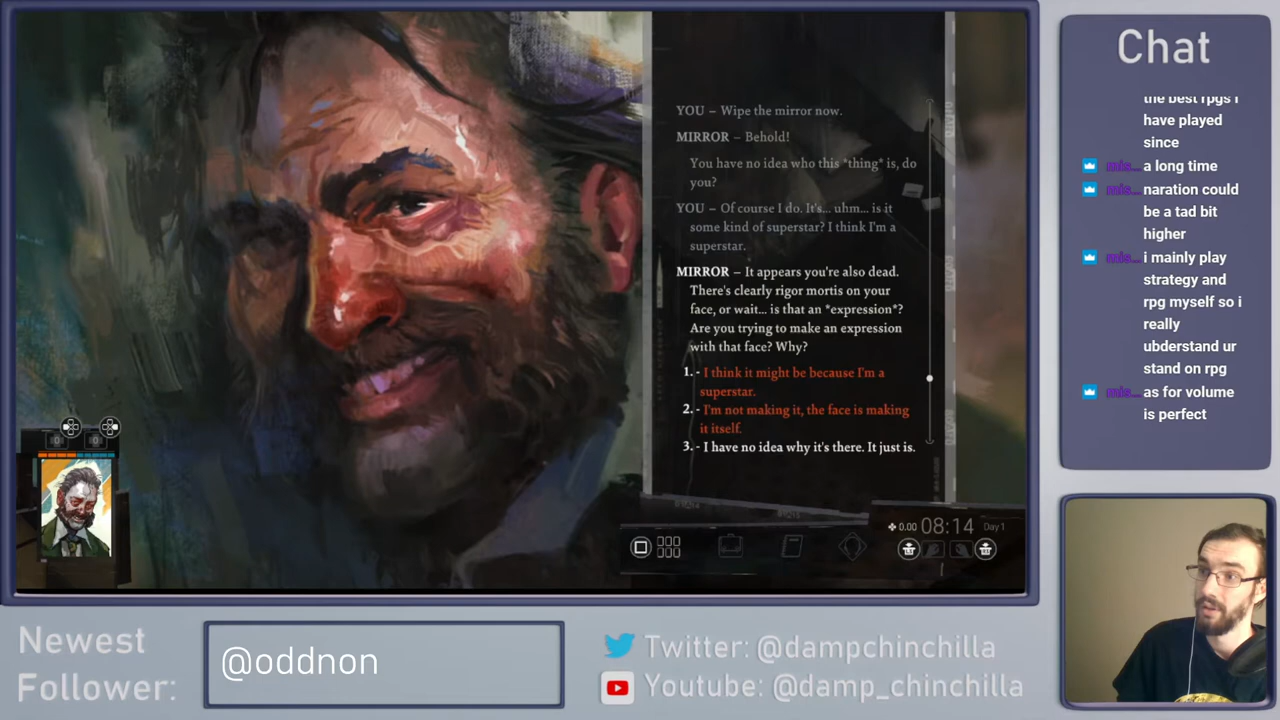 YOU – Wipe the mirror now.
MIRROR – Behold!
You have no idea who this *thing* is, do
you?
YOU – Of course I do. It's... uhm... is it
some kind of superstar? I think I'm a
superstar.
MIRROR – It appears you're also dead.
There's clearly rigor mortis on your
face, or wait... is that an *expression*?
Are you trying to make an expression
with that face? Why?
1. - I think it might be because I'm a
superstar.
2. - I'm not making it, the face is making
it itself.
3. - I have no idea why it's there. It just is.
0.00 08:14 Day 1
Chat
the best rpgs i
have played
since
mis... a long time
mis... naration could
be a tad bit
higher
mis... i mainly play
strategy and
rpg myself so i
really
ubderstand ur
stand on rpg
mis... as for volume
is perfect
Newest
Follower:
@oddnon
Twitter: @dampchinchilla
Youtube: @damp_chinchilla